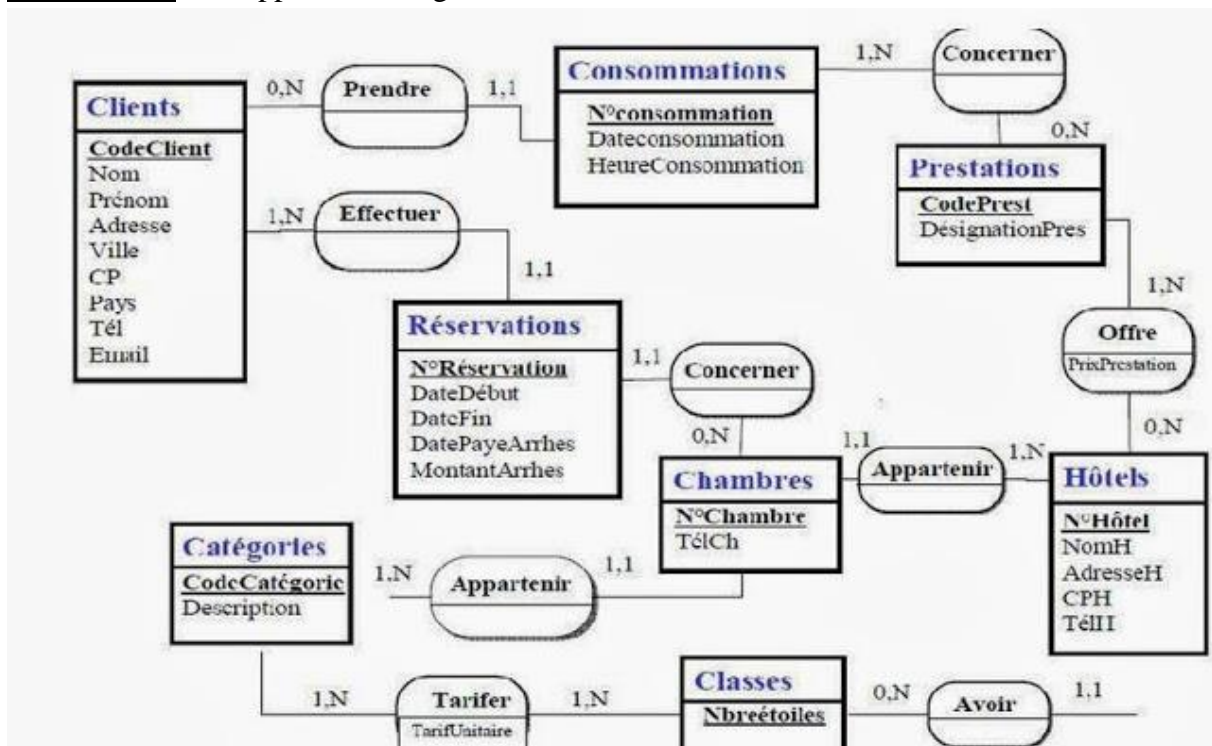 Concerner
1,N
Consommations
0,N
Prendre
1,1
Clients
N°consommation
Dateconsommation
HeureConsommation
0,N
CodeClient
Nom
Prénom
Adresse
Ville
CP
Pays
Tél
Email
Prestations
CodePrest
DésignationPres
1,N
Effectuer
1,1
1,N
Offre
PrixPrestation
0,N
Réservations
N°Réservation
DateDébut
DateFin
DatePayeArrhes
MontantArrhes
1,1
Concerner
0,N
1,1
Appartenir
1,N
Hôtels
N°Hôtel
NomH
AdresseH
CPH
TélH
Chambres
N°Chambre
TélCh
Catégories
CodeCatégorie
Description
1,N
Appartenir
1,1
1,N
Tarifer
TarifUnitaire
1,N
Classes
Nbreétoiles
0,N
Avoir
1,1